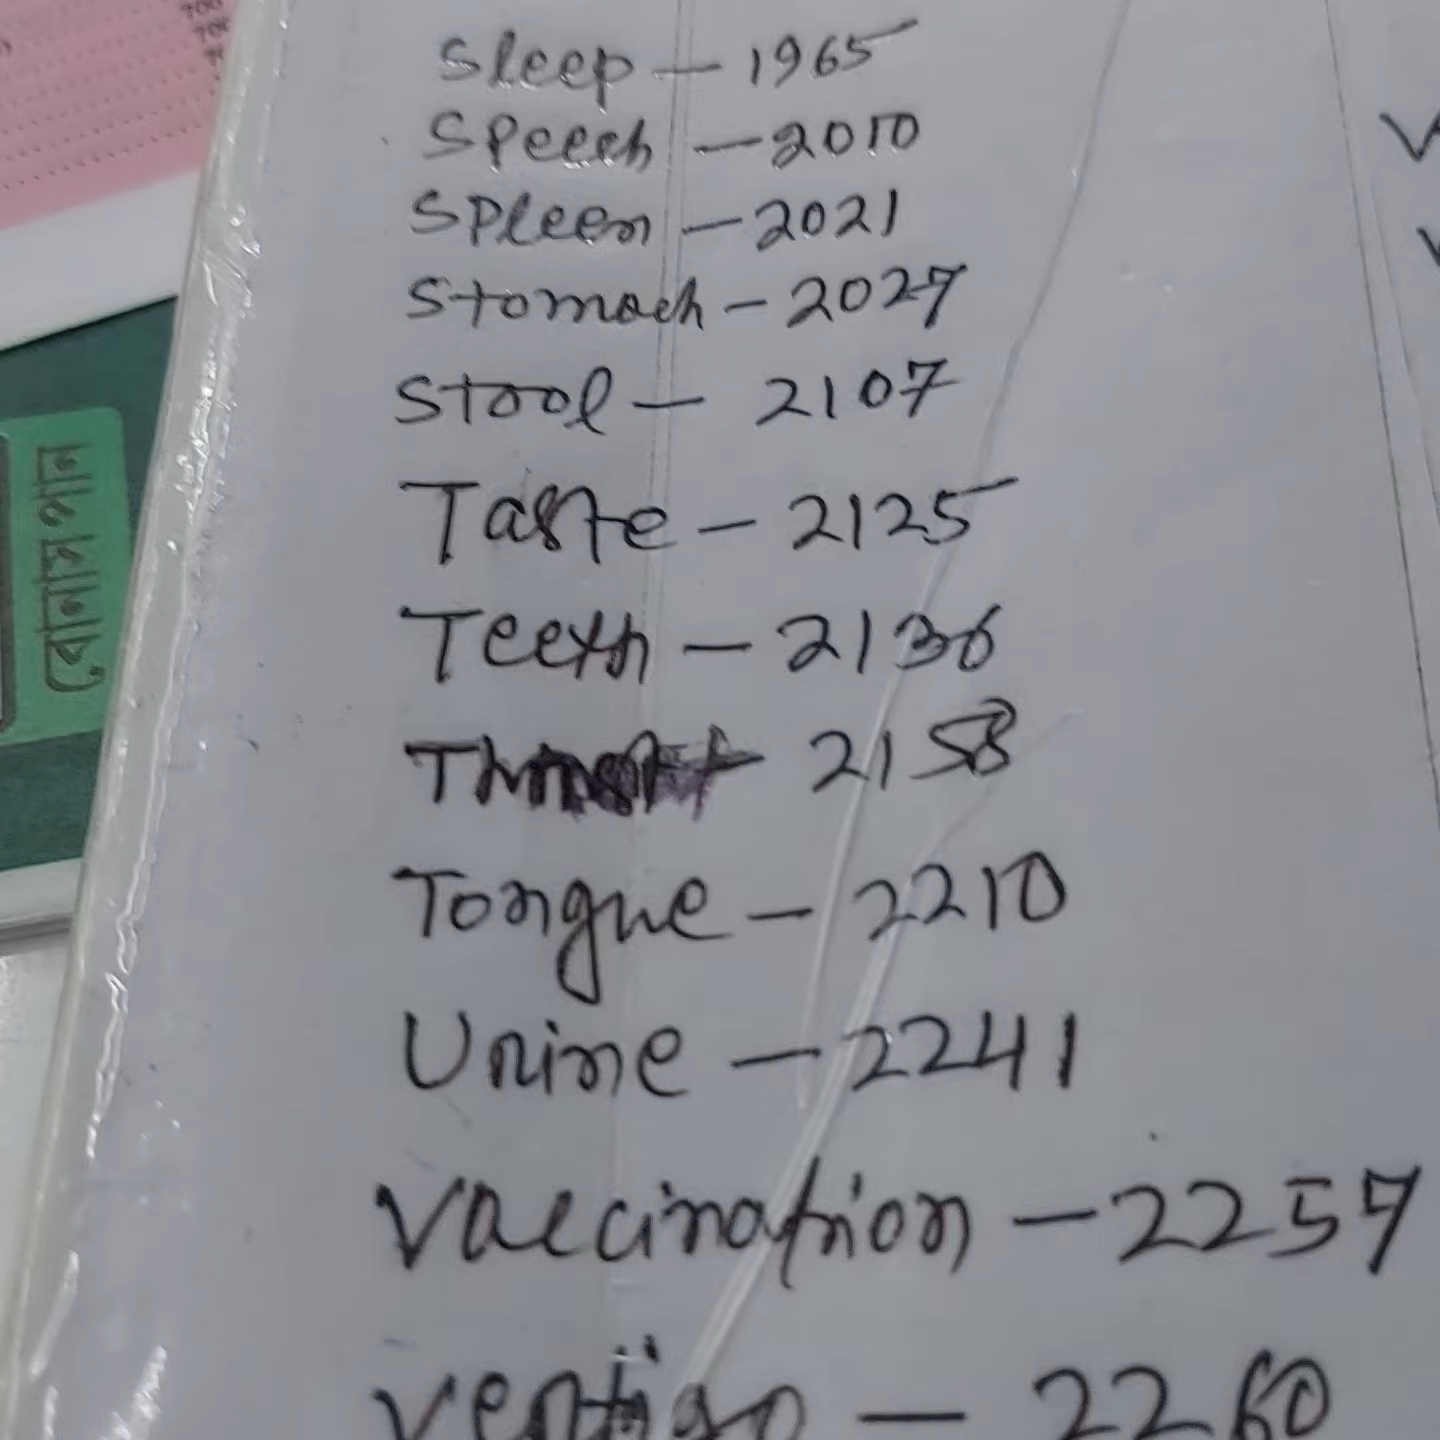 Sleep — 1965
Speech — 2010
Spleen — 2021
Stomach – 2027
Stool — 2107
Taste – 2125
Teeth – 2136
2158
Tongue – 2210
Urine – 2241
Vaccination – 2257
Vertigo – 2260
বোনাস পান